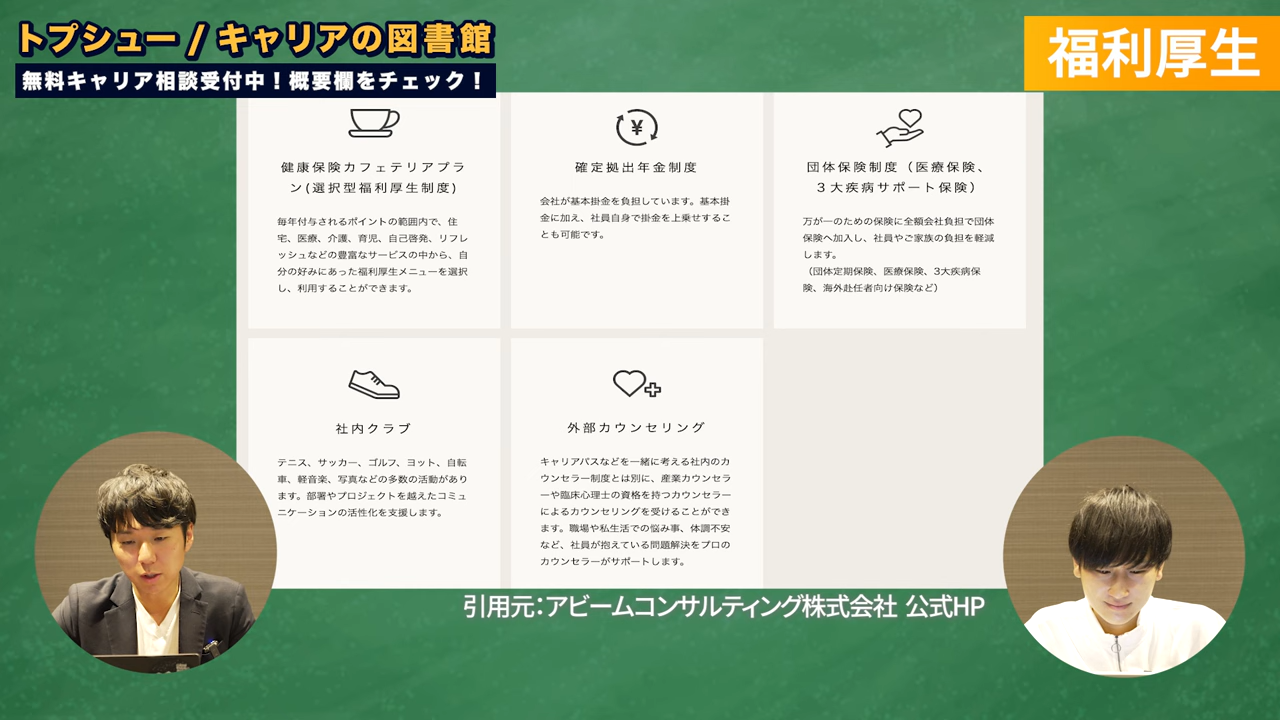 トプシュー / キャリアの図書館
無料キャリア相談受付中！概要欄をチェック！
福利厚生
健康保険カフェテリアプラ
ン(選択型福利厚生制度)
毎年付与されるポイントの範囲内で、住
宅、医療、介護、育児、自己啓発、リフレ
ッシュなどの豊富なサービスの中から、自
分の好みにあった福利厚生メニューを選択
し、利用することができます。
確定拠出年金制度
会社が基本掛金を負担しています。基本掛
金に加え、社員自身で掛金を上乗せするこ
とも可能です。
団体保険制度（医療保険、
３大疾病サポート保険）
万が一のための保険に全額会社負担で団体
保険へ加入し、社員やご家族の負担を軽減
します。
（団体定期保険、医療保険、3大疾病保
険、海外赴任者向け保険など）
社内クラブ
テニス、サッカー、ゴルフ、ヨット、自転
車、軽音楽、写真などの多数の活動があり
ます。部署やプロジェクトを越えたコミュ
ニケーションの活性化を支援します。
外部カウンセリング
キャリアパスなどを一緒に考える社内のカ
ウンセラー制度とは別に、産業カウンセラ
ーや臨床心理士の資格を持つカウンセラー
によるカウンセリングを受けることができ
ます。職場や私生活での悩み事、体調不安
など、社員が抱えている問題解決をプロの
カウンセラーがサポートします。
引用元：アビームコンサルティング株式会社 公式HP